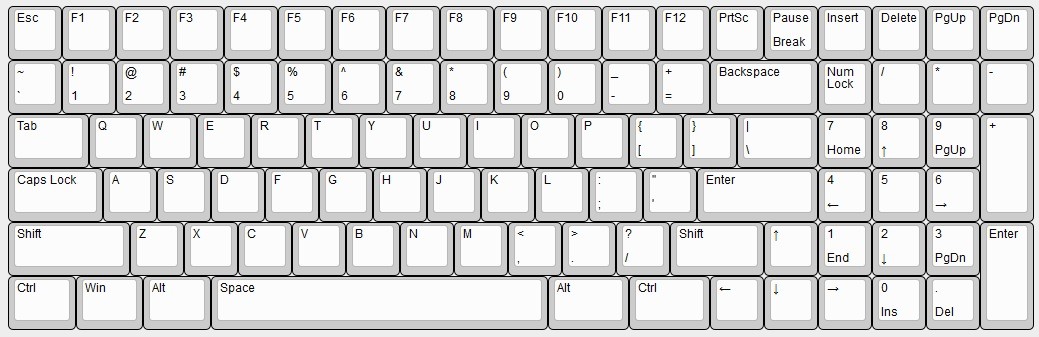 Esc F1 F2 F3 F4 F5 F6 F7 F8 F9 F10 F11 F12 PrtSc Pause Insert Delete PgUp PgDn
Break
~ ! @ # $ % ^ & * ( ) _ + Backspace Num / * -
Lock
` 1 2 3 4 5 6 7 8 9 0 - =
Tab Q W E R T Y U I O P { } | 7 8 9 +
[ ] \ Home ↑ PgUp
Caps Lock A S D F G H J K L : " Enter 4 5 6
; ' ← →
Shift Z X C V B N M < > ? Shift ↑ 1 2 3 Enter
, . / End ↓ PgDn
Ctrl Win Alt Space Alt Ctrl ← ↓ → 0 .
Ins Del